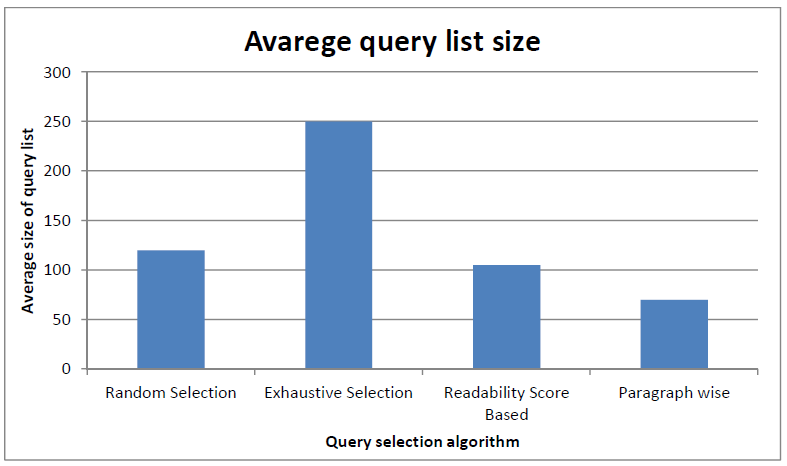 Avarege query list size
300
250
200
150
100
50
0
Average size of query list
Random Selection
Exhaustive Selection
Readability Score
Based
Paragraph wise
Query selection algorithm